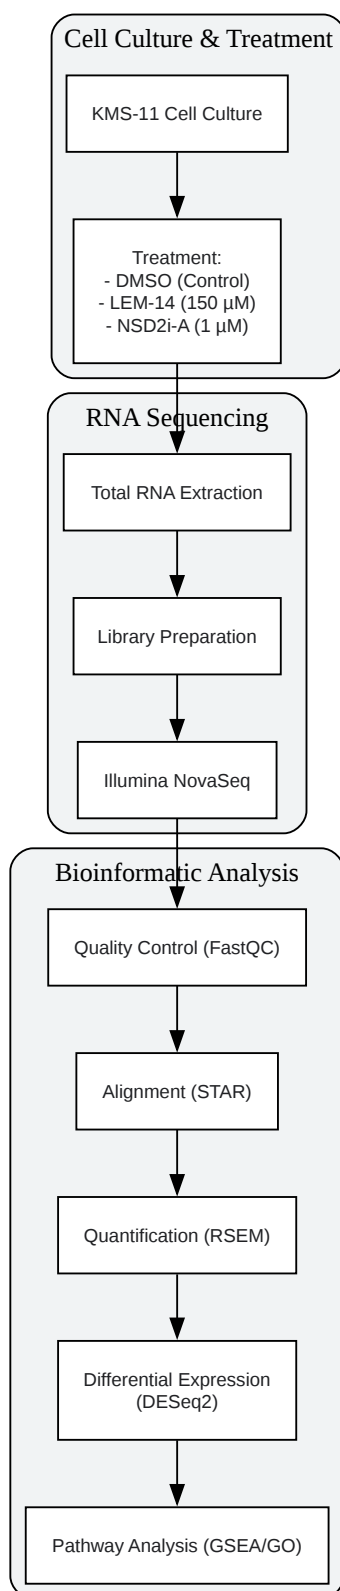 Cell Culture & Treatment
KMS-11 Cell Culture
Treatment:
- DMSO (Control)
- LEM-14 (150 µM)
- NSD2i-A (1 µM)
RNA Sequencing
Total RNA Extraction
Library Preparation
Illumina NovaSeq
Bioinformatic Analysis
Quality Control (FastQC)
Alignment (STAR)
Quantification (RSEM)
Differential Expression
(DESeq2)
Pathway Analysis (GSEA/GO)